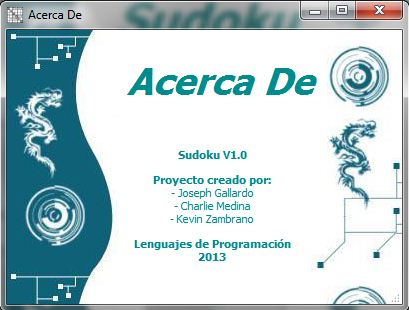 Sudoku
Acerca De
Acerca De
Sudoku V1.0
Proyecto creado por:
- Joseph Gallardo
- Charlie Medina
- Kevin Zambrano
Lenguajes de Programación
2013